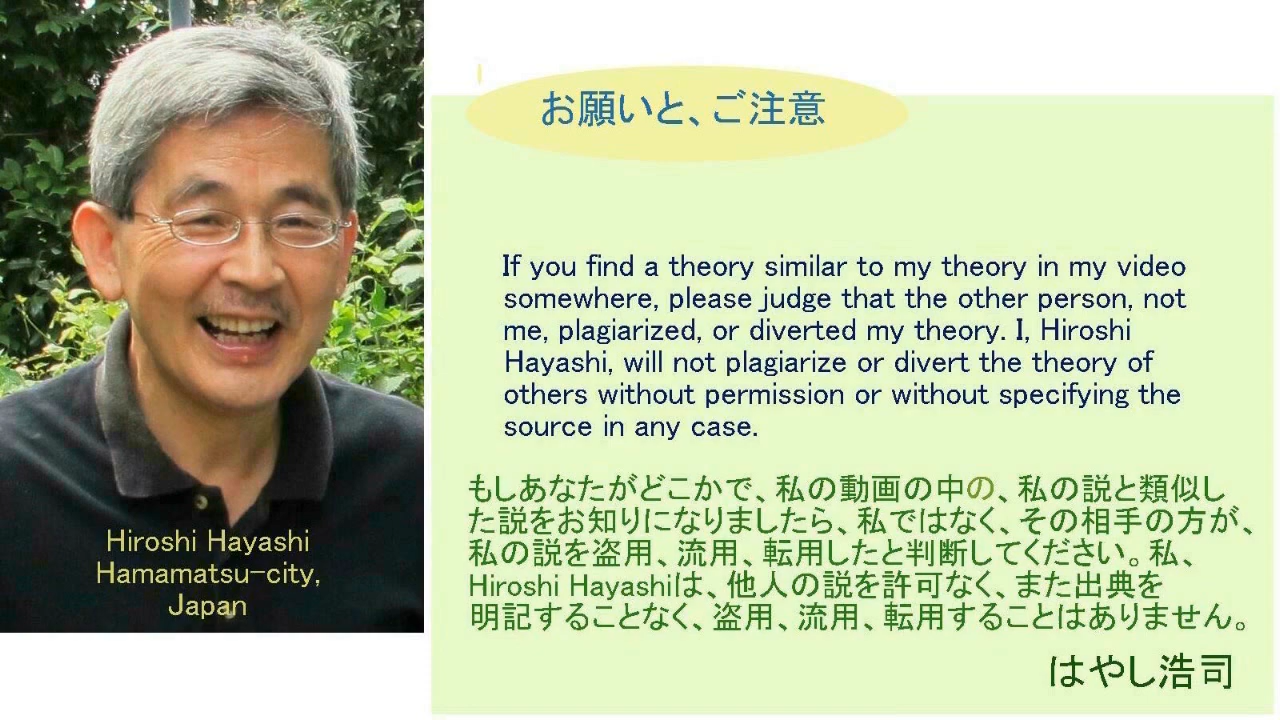 Hiroshi Hayashi
Hamamatsu-city,
Japan
お願いと、ご注意
If you find a theory similar to my theory in my video
somewhere, please judge that the other person, not
me, plagiarized, or diverted my theory. I, Hiroshi
Hayashi, will not plagiarize or divert the theory of
others without permission or without specifying the
source in any case.
もしあなたがどこかで、私の動画の中の、私の説と類似し
た説をお知りになりましたら、私ではなく、その相手の方が、
私の説を盗用、流用、転用したと判断してください。私、
Hiroshi Hayashiは、他人の説を許可なく、また出典を
明記することなく、盗用、流用、転用することはありません。
はやし浩司